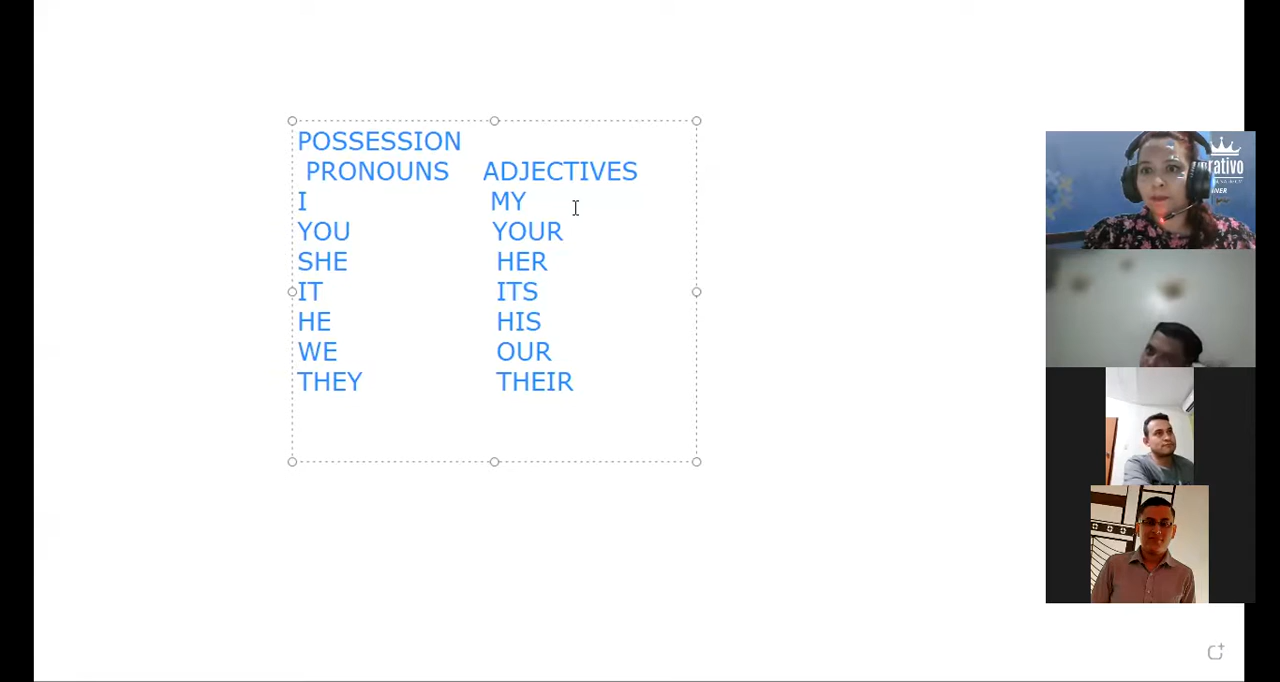 POSSESSION
PRONOUNS ADJECTIVES
I MY
YOU YOUR
SHE HER
IT ITS
HE HIS
WE OUR
THEY THEIR